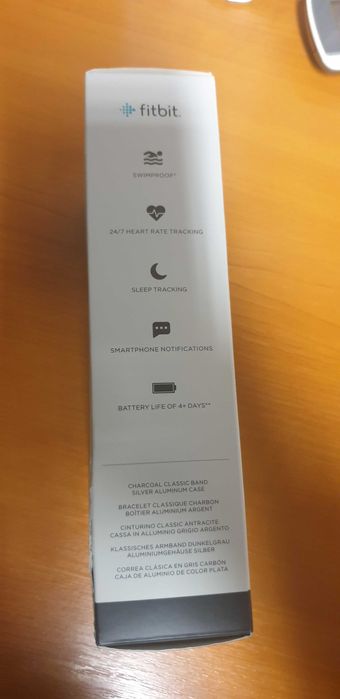 fitbit.
SWIMPROOF*
24/7 HEART RATE TRACKING
SLEEP TRACKING
SMARTPHONE NOTIFICATIONS
BATTERY LIFE OF 4+ DAYS**
CHARCOAL CLASSIC BAND
SILVER ALUMINUM CASE
BRACELET CLASSIQUE CHARBON
BOÎTIER ALUMINIUM ARGENT
CINTURINO CLASSIC ANTRACITE
CASSA IN ALLUMINIO GRIGIO ARGENTO
KLASSISCHES ARMBAND DUNKELGRAU
ALUMINIUMGEHÄUSE SILBER
CORREA CLÁSICA EN GRIS CARBÓN
CAJA DE ALUMINIO DE COLOR PLATA